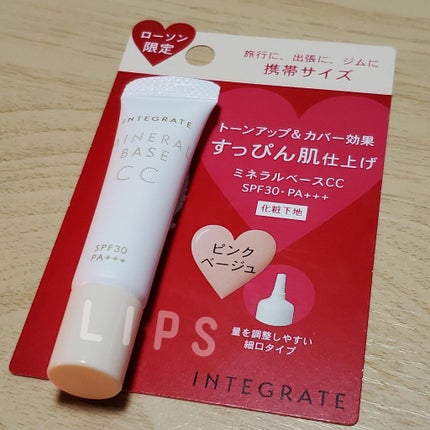 ローソン
限定
旅行に、出張に、ジムに
携帯サイズ
トーンアップ&カバー効果
すっぴん肌仕上げ
ミネラルベースCC
SPF30・PA+++
化粧下地
ピンク
ベージュ
量を調整しやすい
細口タイプ
INTEGRATE
INTEGRATE
MINERAL
BASE
CC
SPF30
PA+++
LIPS